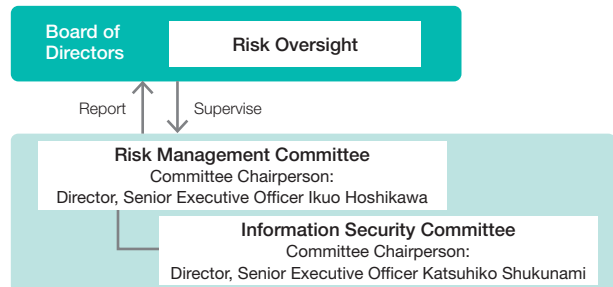 Board of
Directors
Risk Oversight
Report
Supervise
Risk Management Committee
Committee Chairperson:
Director, Senior Executive Officer Ikuo Hoshikawa
Information Security Committee
Committee Chairperson:
Director, Senior Executive Officer Katsuhiko Shukunami